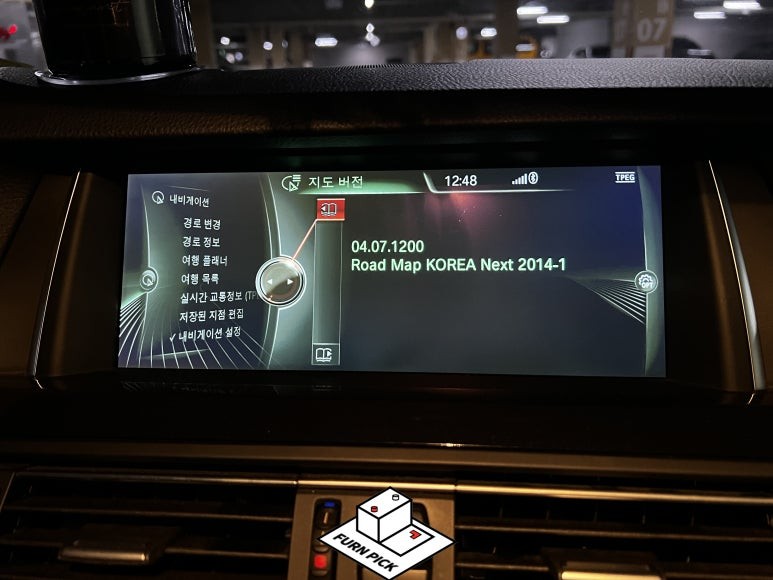 07
지도 버전
12:48
TPEG
내비게이션
경로 변경
경로 정보
여행 플래너
여행 목록
실시간 교통정보 (TP
저장된 지점 편집
내비게이션 설정
04.07.1200
Road Map KOREA Next 2014-1
FURN PICK